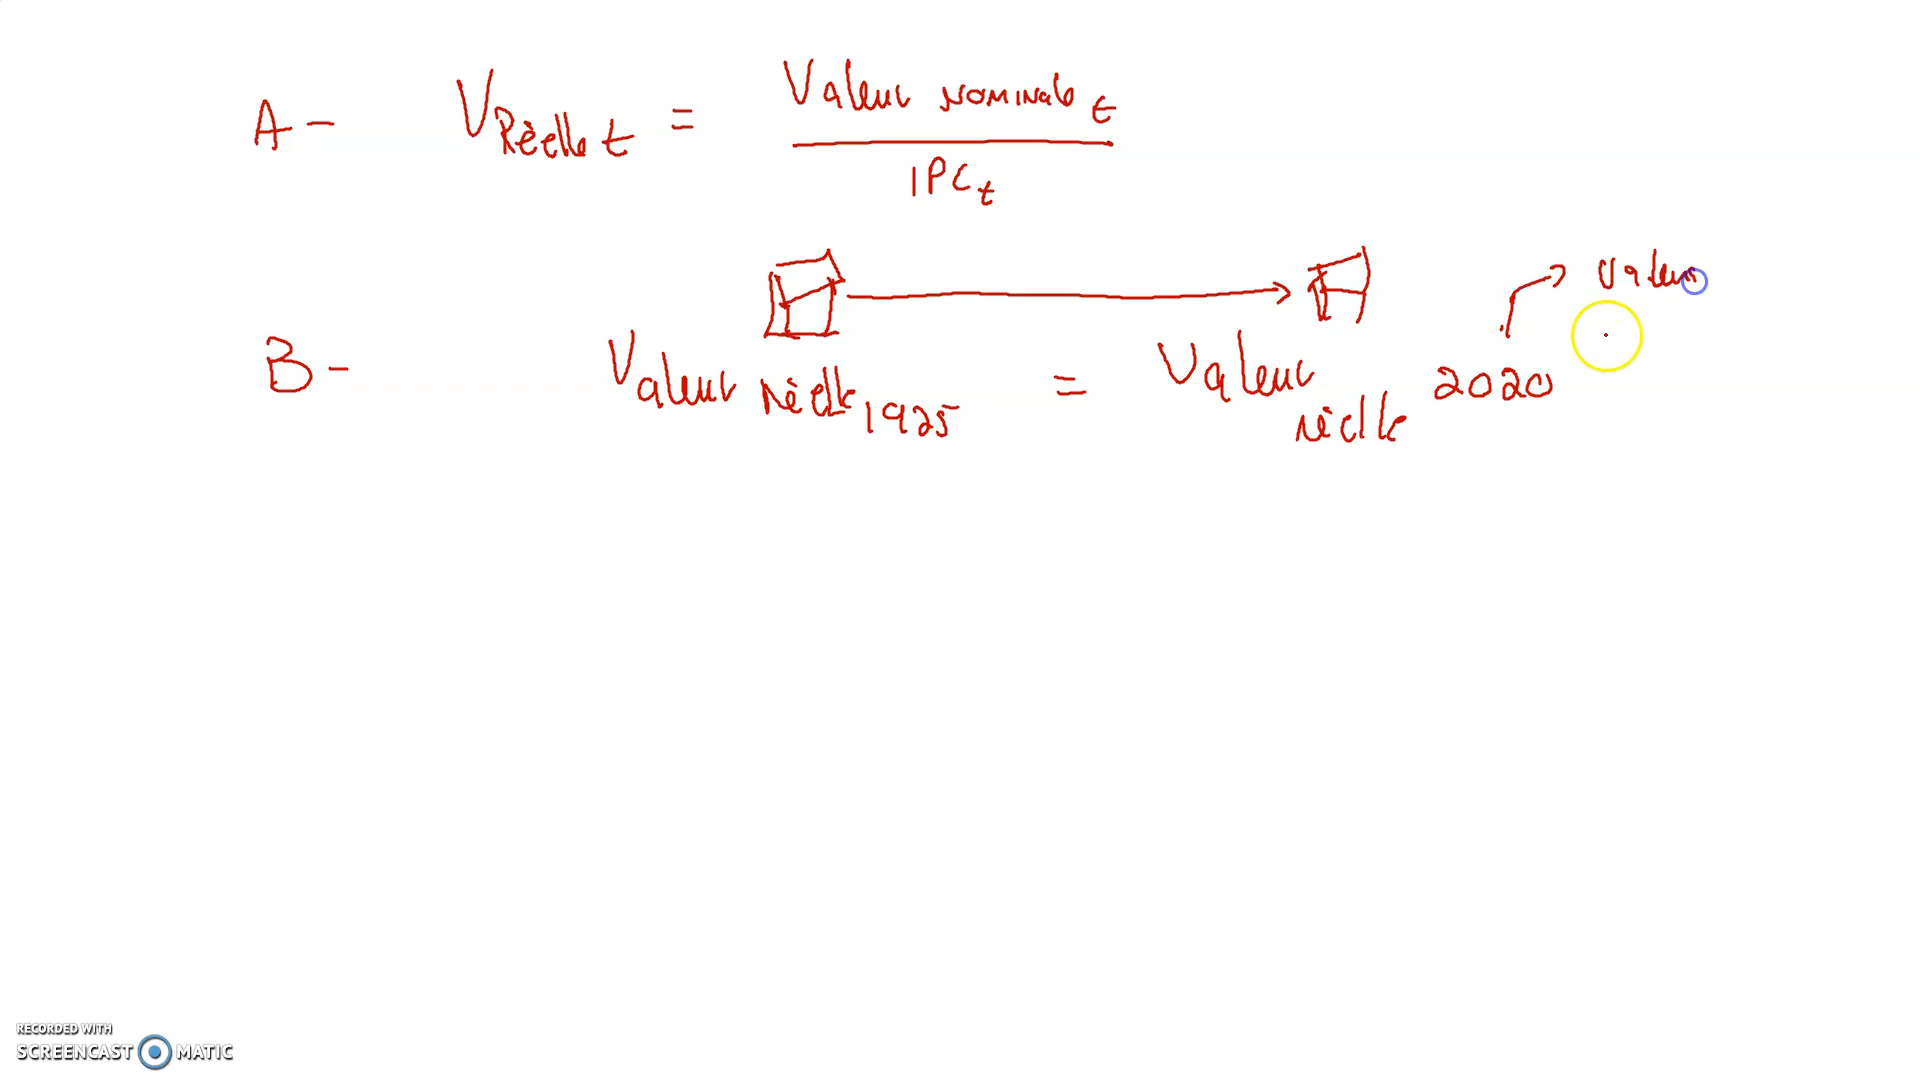 A- V Réelle t = Valeur nominale t
IPC t
Valeur
B- Valeur réelle 1925 = Valeur réelle 2020
RECORDED WITH
SCREENCAST MATIC